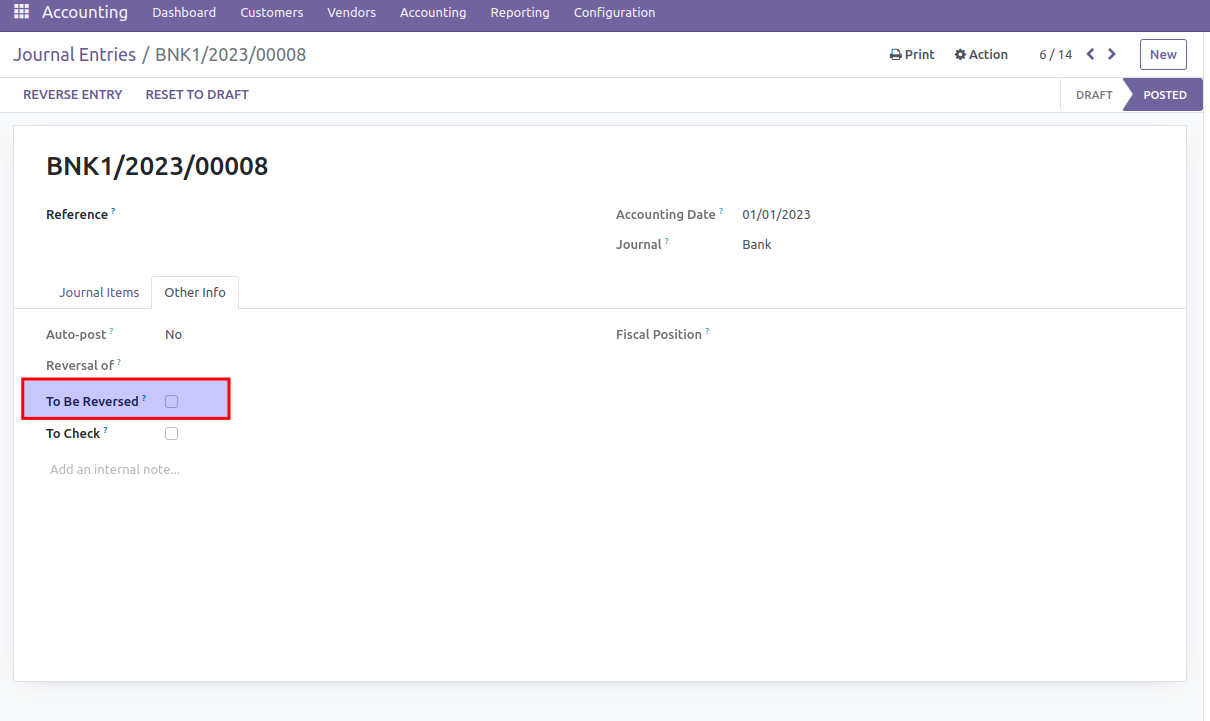 Accounting Dashboard Customers Vendors Accounting Reporting Configuration
Journal Entries / BNK1/2023/00008 Print Action 6 / 14 New
REVERSE ENTRY RESET TO DRAFT DRAFT POSTED
BNK1/2023/00008
Reference ? Accounting Date ? 01/01/2023
Journal ? Bank
Journal Items Other Info
Auto-post ? No Fiscal Position ?
Reversal of ?
To Be Reversed ?
To Check ?
Add an internal note...